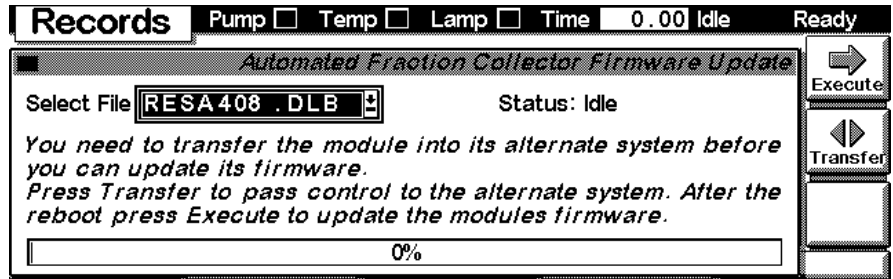 Records Pump Temp Lamp Time 0.00 Idle Ready
Automated Fraction Collector Firmware Update
Execute
Select File RESA408 .DLB Status: Idle
You need to transfer the module into its alternate system before
you can update its firmware.
Transfer
Press Transfer to pass control to the alternate system. After the
reboot press Execute to update the modules firmware.
0%